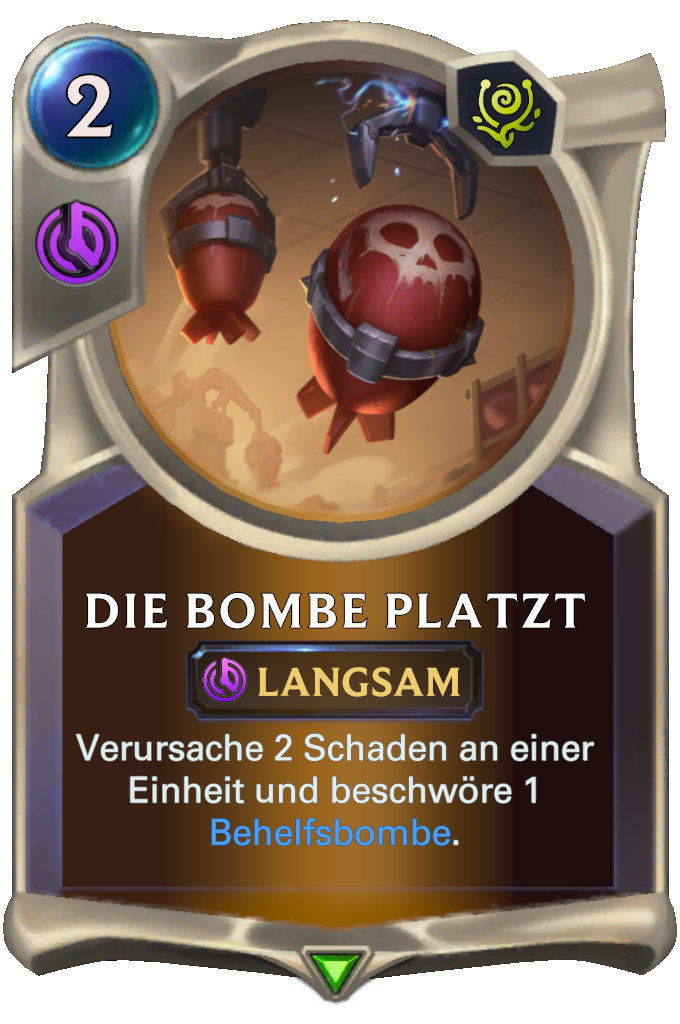 2
DIE BOMBE PLATZT
LANGSAM
Verursache 2 Schaden an einer
Einheit und beschwöre 1
Behelfsbombe.